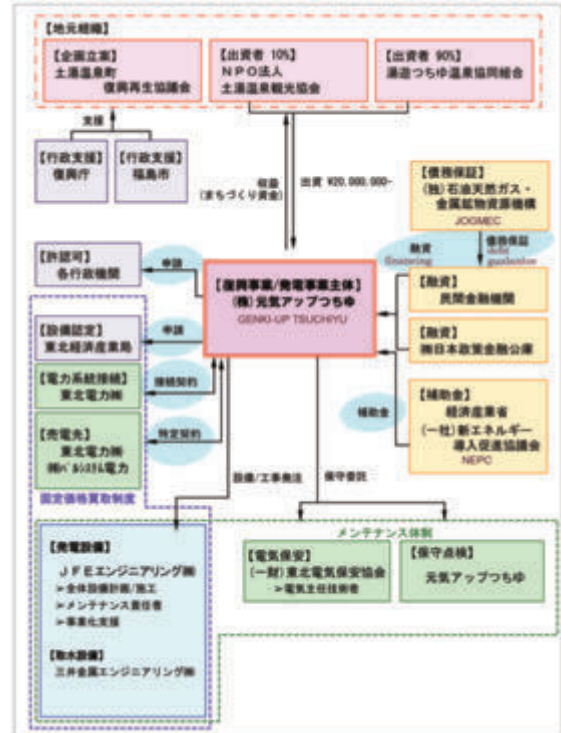 【地元組織】
【企画立案】
土湯温泉町
復興再生協議会
【出資者 10%】
NPO法人
土湯温泉観光協会
【出資者 90%】
湯遊つちゆ温泉協同組合
支援
【行政支援】
復興庁
【行政支援】
福島市
収益
(まちづくり資金)
出資 ¥20,000,000-
【債務保証】
(独)石油天然ガス・
金属鉱物資源機構
JOGMEC
融資
financing
債務保証
debt
guarantee
【許認可】
各行政機関
申請
【復興事業/発電事業主体】
(株)元気アップつちゆ
GENKI-UP TSUCHIYU
【融資】
民間金融機関
【設備認定】
東北経済産業局
申請
【融資】
㈱日本政策金融公庫
【電力系統接続】
東北電力㈱
接続契約
【売電先】
東北電力㈱
㈱パルシステム電力
特定契約
補助金
【補助金】
経済産業省
(一社)新エネルギー
導入促進協議会
NEPC
固定価格買取制度
設備/工事発注
保守委託
メンテナンス体制
【発電設備】
JFEエンジニアリング㈱
➢全体設備計画/施工
➢メンテナンス責任者
➢事業化支援
【取水設備】
三井金属エンジニアリング㈱
【電気保安】
(一財)東北電気保安協会
➢電気主任技術者
【保守点検】
元気アップつちゆ